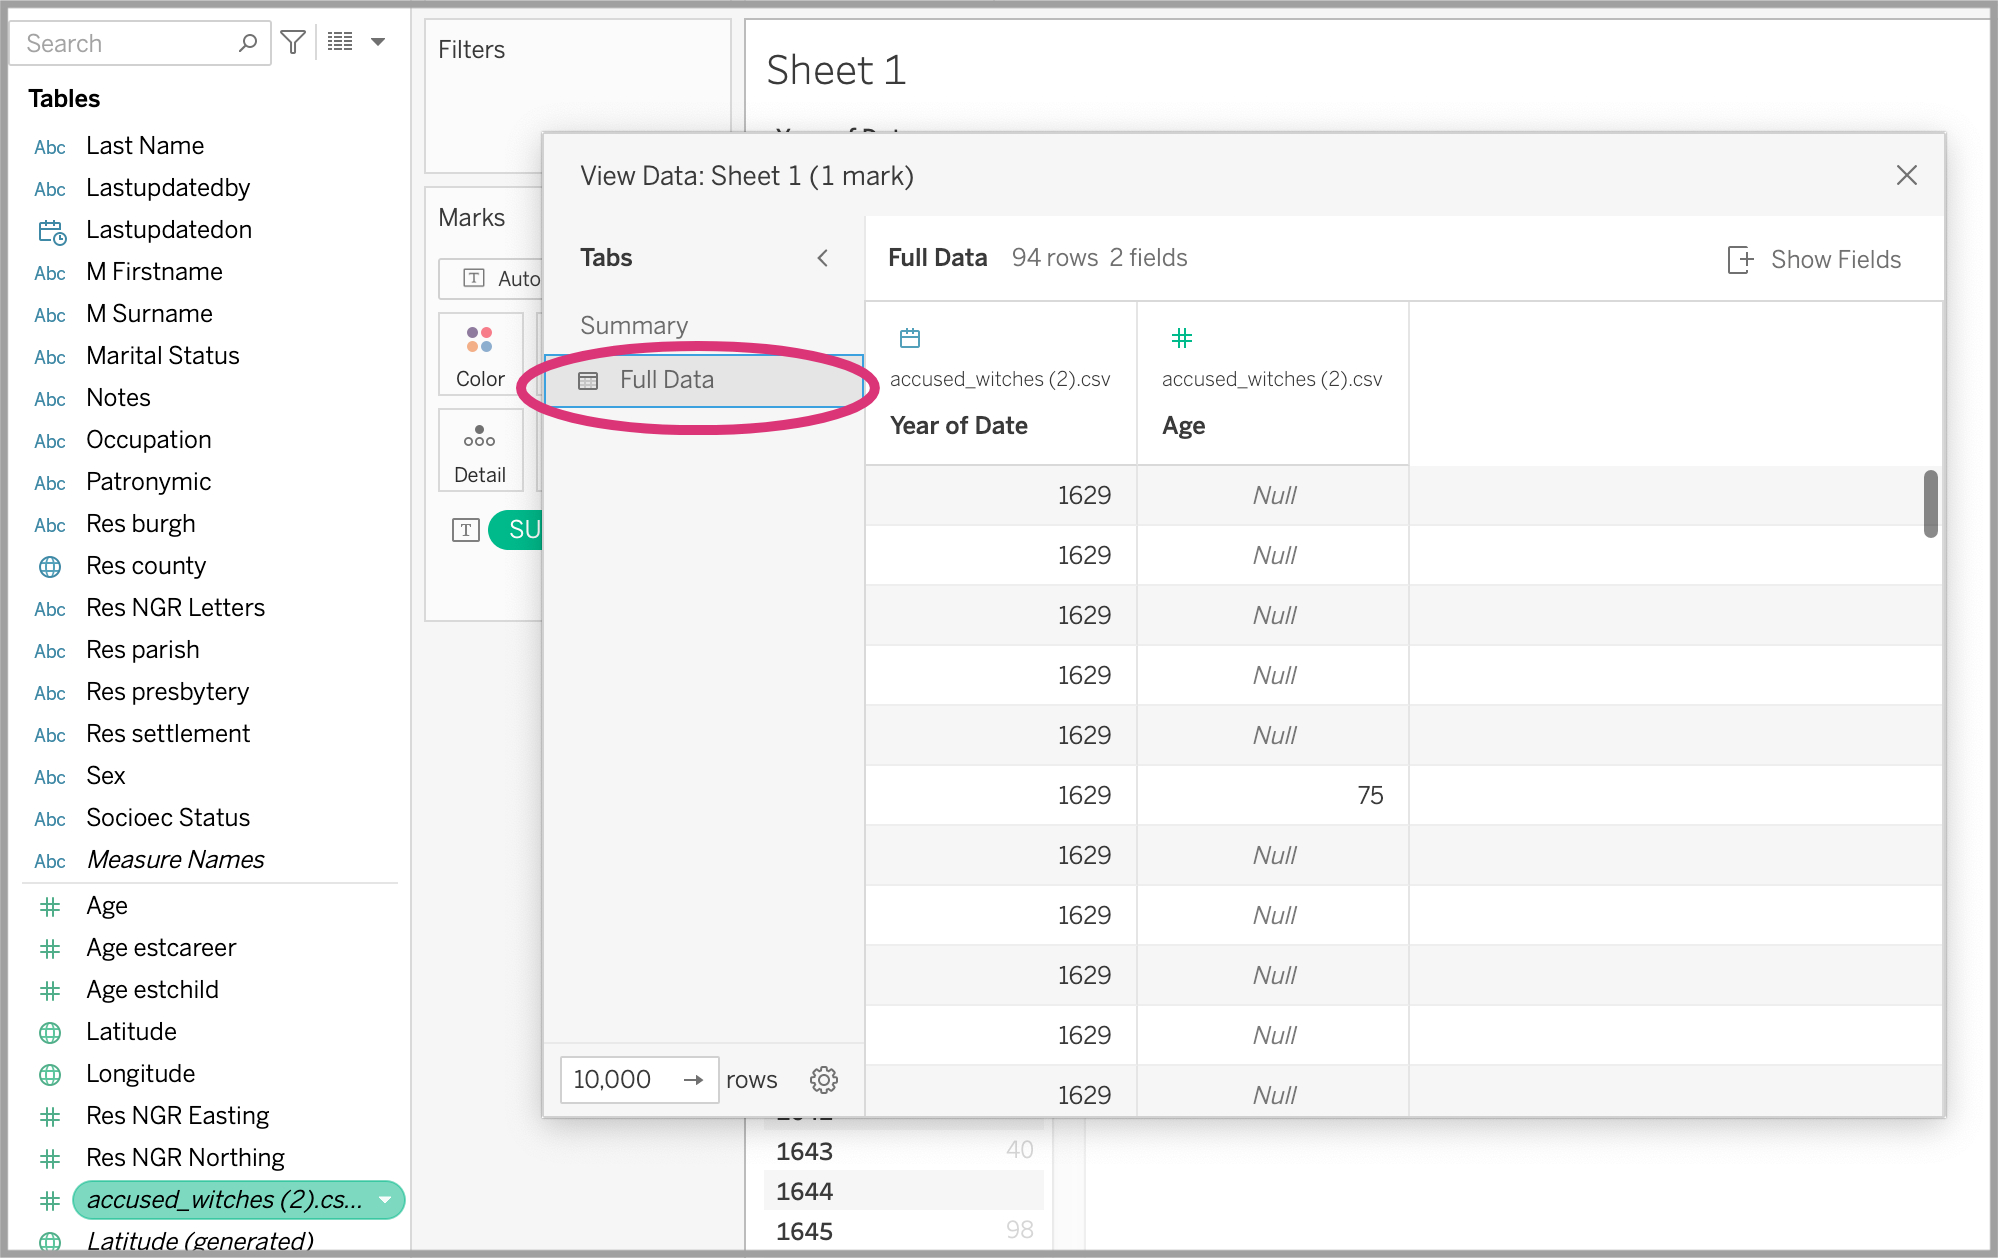 Search
Tables
Abc Last Name
Abc Lastupdatedby
Lastupdatedon
Abc M Firstname
Abc M Surname
Abc Marital Status
Abc Notes
Abc Occupation
Abc Patronymic
Abc Res burgh
Res county
Abc Res NGR Letters
Abc Res parish
Abc Res presbytery
Abc Res settlement
Abc Sex
Abc Socioec Status
Abc Measure Names
# Age
# Age estcareer
# Age estchild
Latitude
Longitude
# Res NGR Easting
# Res NGR Northing
# accused_witches (2).cs...
Latitude (generated)
Filters
Marks
T Auto
Color
Detail
T SU
Sheet 1
View Data: Sheet 1 (1 mark)
Tabs
Summary
Full Data
10,000 → rows
Full Data 94 rows 2 fields
Show Fields
#
accused_witches (2).csv accused_witches (2).csv
Year of Date Age
1629 Null
1629 Null
1629 Null
1629 Null
1629 Null
1629 75
1629 Null
1629 Null
1629 Null
1629 Null
1629 Null
1643 40
1644
1645 98